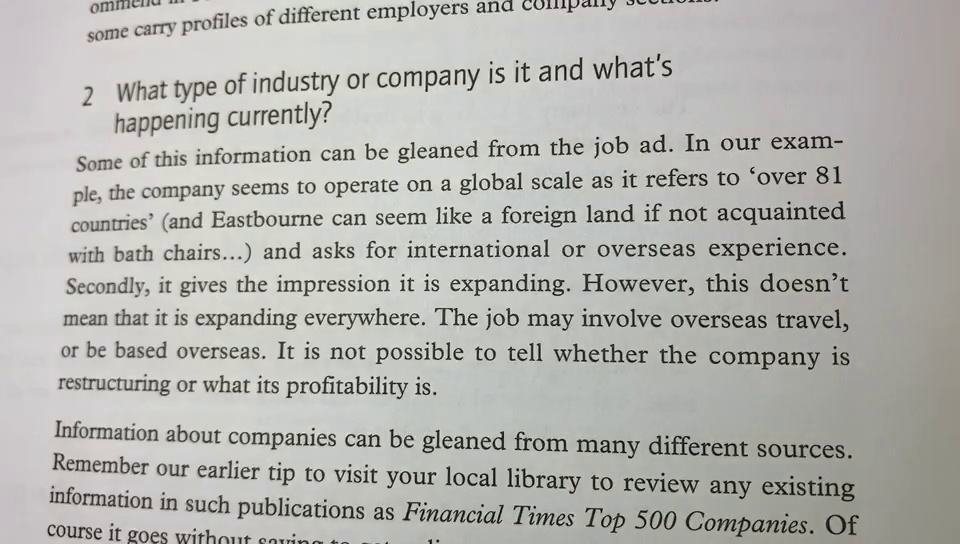 some carry profiles of different employers and company sections.
2 What type of industry or company is it and what's
happening currently?
Some of this information can be gleaned from the job ad. In our exam-
ple, the company seems to operate on a global scale as it refers to ‘over 81
countries’ (and Eastbourne can seem like a foreign land if not acquainted
with bath chairs...) and asks for international or overseas experience.
Secondly, it gives the impression it is expanding. However, this doesn’t
mean that it is expanding everywhere. The job may involve overseas travel,
or be based overseas. It is not possible to tell whether the company is
restructuring or what its profitability is.
Information about companies can be gleaned from many different sources.
Remember our earlier tip to visit your local library to review any existing
information in such publications as Financial Times Top 500 Companies. Of
course it goes without saying to